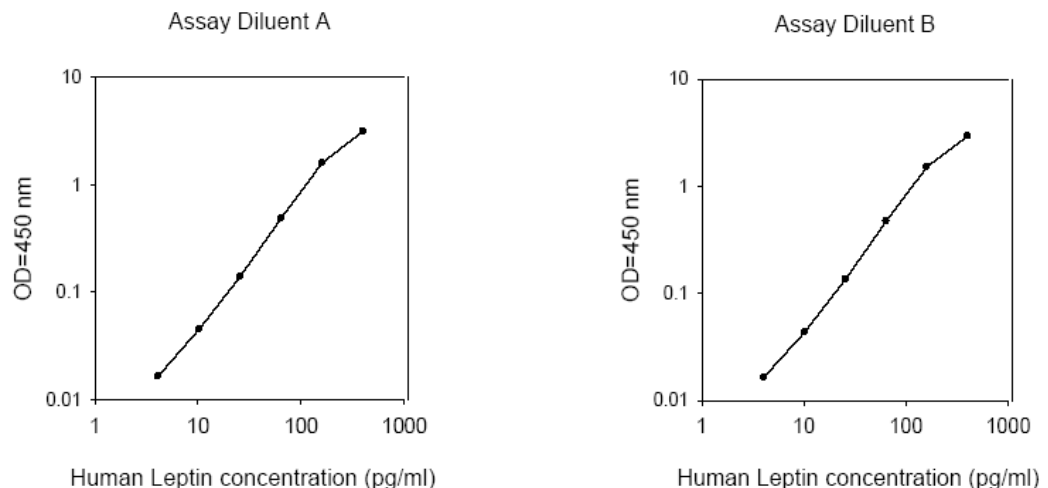 Assay Diluent A
10
1
0.1
0.01
OD=450 nm
1 10 100 1000
Human Leptin concentration (pg/ml)
Assay Diluent B
10
1
0.1
0.01
OD=450 nm
1 10 100 1000
Human Leptin concentration (pg/ml)